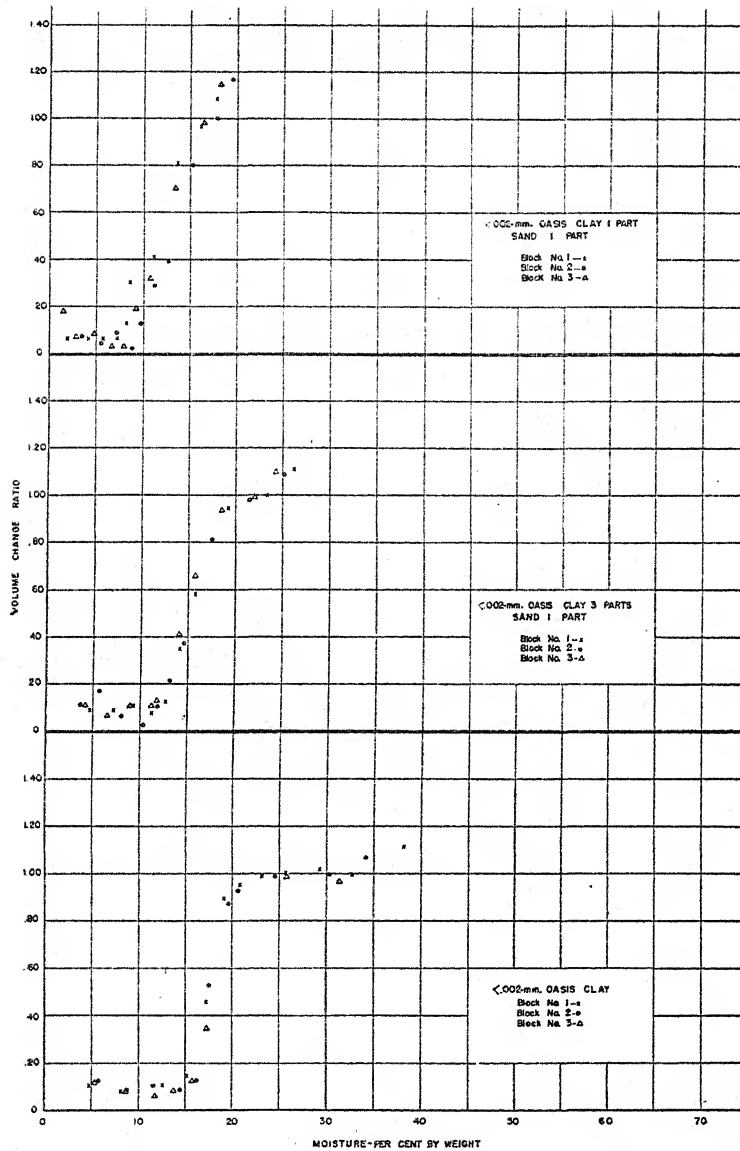 1.40
1.20
1.00
.80
.60
.40
.20
0
<.002-mm. OASIS CLAY 1 PART
SAND 1 PART
Block No. 1-x
Block No. 2-o
Block No. 3-△
1.40
1.20
1.00
.80
.60
.40
.20
0
VOLUME CHANGE RATIO
<.002-mm. OASIS CLAY 3 PARTS
SAND 1 PART
Block No. 1-x
Block No. 2-o
Block No. 3-△
1.40
1.20
1.00
.80
.60
.40
.20
0
<.002-mm. OASIS CLAY
Block No. 1-x
Block No. 2-o
Block No. 3-△
0 10 20 30 40 50 60 70
MOISTURE-PER CENT BY WEIGHT